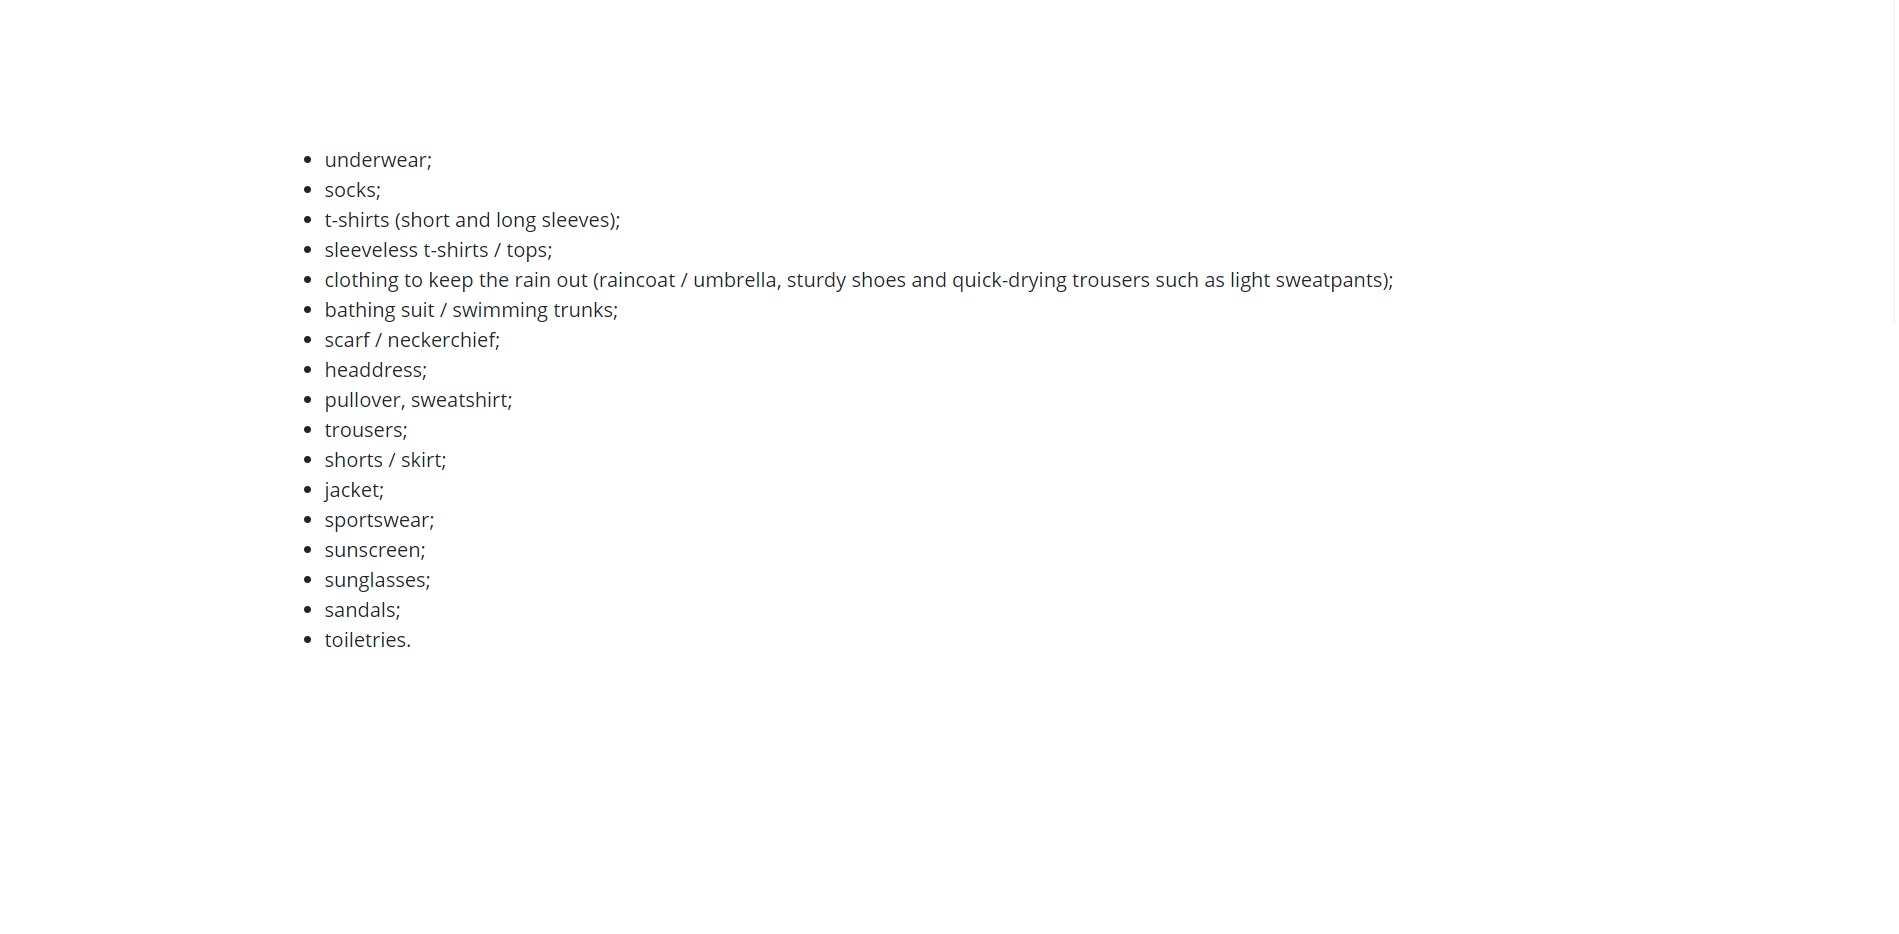 • underwear;
• socks;
• t-shirts (short and long sleeves);
• sleeveless t-shirts / tops;
• clothing to keep the rain out (raincoat / umbrella, sturdy shoes and quick-drying trousers such as light sweatpants);
• bathing suit / swimming trunks;
• scarf / neckerchief;
• headdress;
• pullover, sweatshirt;
• trousers;
• shorts / skirt;
• jacket;
• sportswear;
• sunscreen;
• sunglasses;
• sandals;
• toiletries.